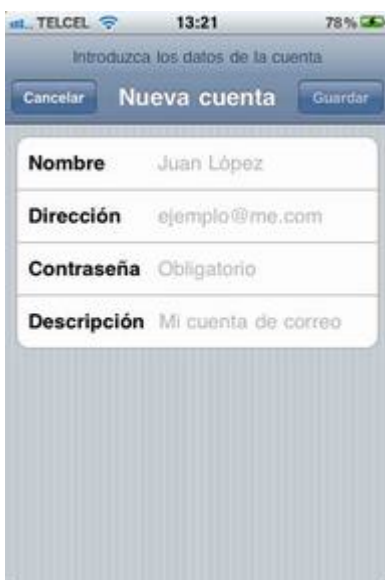 TELCEL 13:21 78%
Introduzca los datos de la cuenta
Cancelar Nueva cuenta Guardar
Nombre Juan López
Dirección ejemplo@me.com
Contraseña Obligatorio
Descripción Mi cuenta de correo